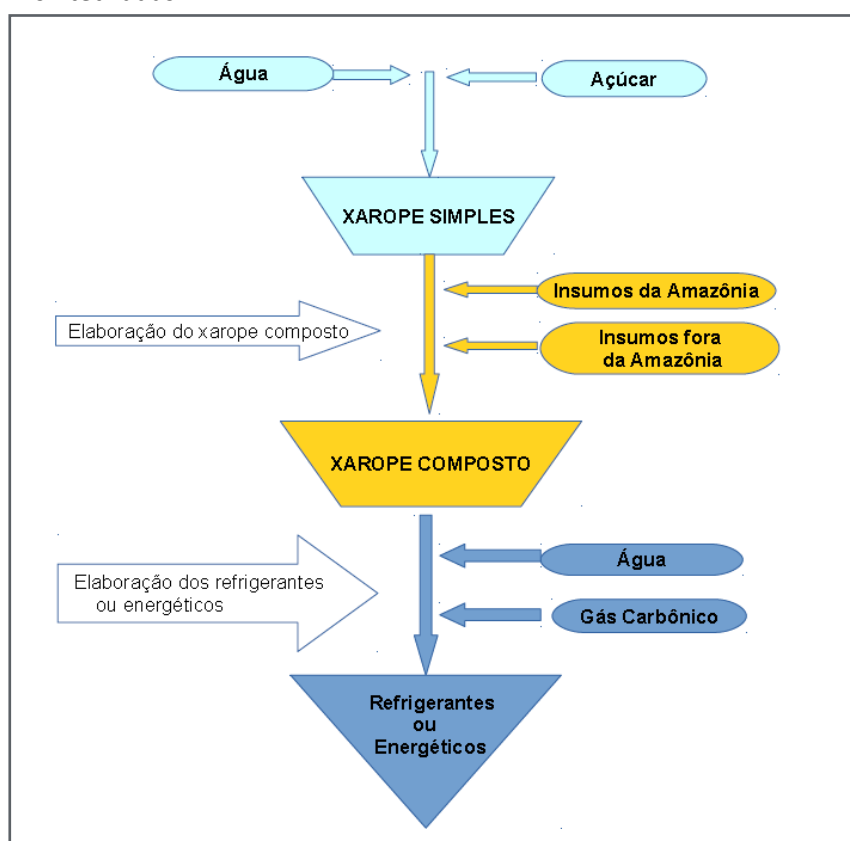 Água
Açúcar
XAROPE SIMPLES
Insumos da Amazônia
Elaboração do xarope composto
Insumos fora
da Amazônia
XAROPE COMPOSTO
Água
Elaboração dos refrigerantes
ou energéticos
Gás Carbônico
Refrigerantes
ou
Energéticos